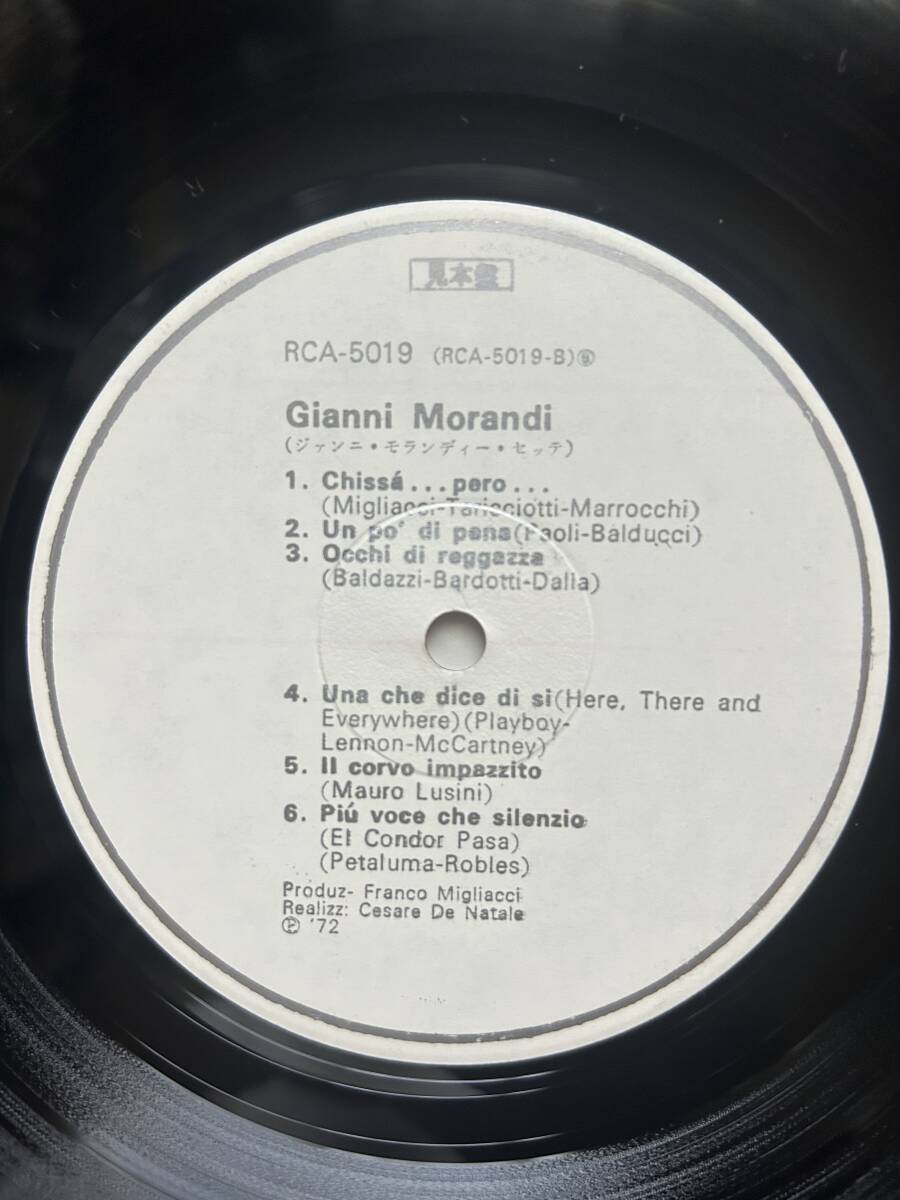 見本盤
RCA-5019 (RCA-5019-B)
Gianni Morandi
(ジァンニ・モランディー・セッテ)
1. Chissá...pero...
(Migliacci-Taricciotti-Marrocchi)
2. Un po' di pena(Paoli-Balducci)
3. Occhi di reggazza
(Baldazzi-Bardotti-Dalla)
4. Una che dice di si(Here, There and
Everywhere)(Playboy-
Lennon-McCartney)
5. Il corvo impazzito
(Mauro Lusini)
6. Piú voce che silenzio
(El Condor Pasa)
(Petaluma-Robles)
Produz- Franco Migliacci
Realizz: Cesare De Natale
Ⓟ '72